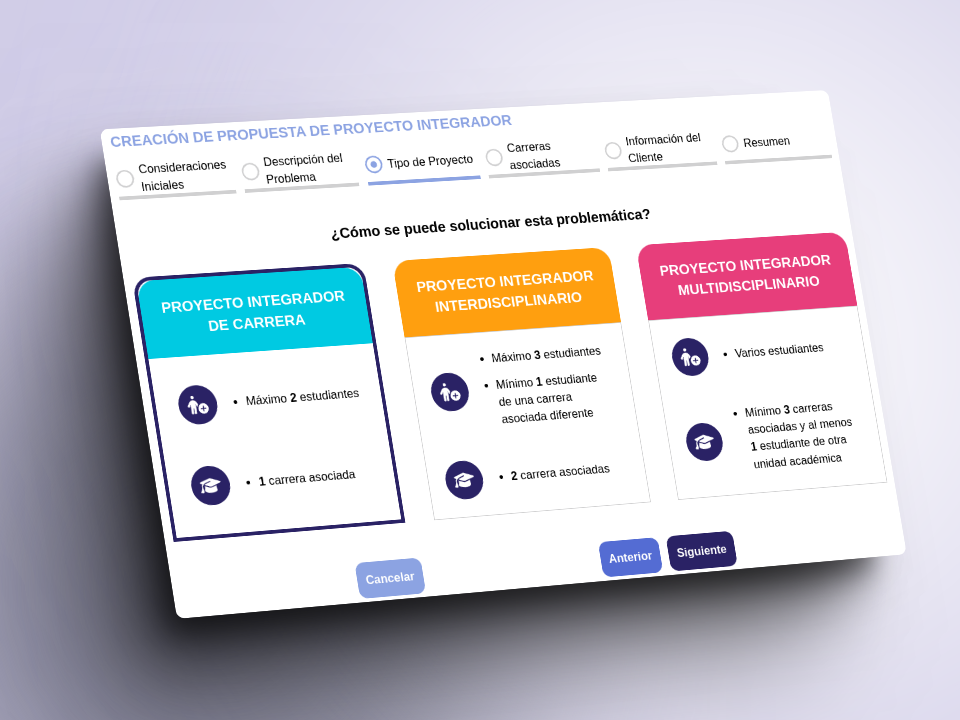 CREACIÓN DE PROPUESTA DE PROYECTO INTEGRADOR
Consideraciones
Iniciales
Descripción del
Problema
Tipo de Proyecto
Carreras
asociadas
Información del
Cliente
Resumen
¿Cómo se puede solucionar esta problemática?
PROYECTO INTEGRADOR
DE CARRERA
• Máximo 2 estudiantes
• 1 carrera asociada
PROYECTO INTEGRADOR
INTERDISCIPLINARIO
• Máximo 3 estudiantes
• Mínimo 1 estudiante
de una carrera
asociada diferente
• 2 carrera asociadas
PROYECTO INTEGRADOR
MULTIDISCIPLINARIO
• Varios estudiantes
• Mínimo 3 carreras
asociadas y al menos
1 estudiante de otra
unidad académica
Cancelar
Anterior
Siguiente